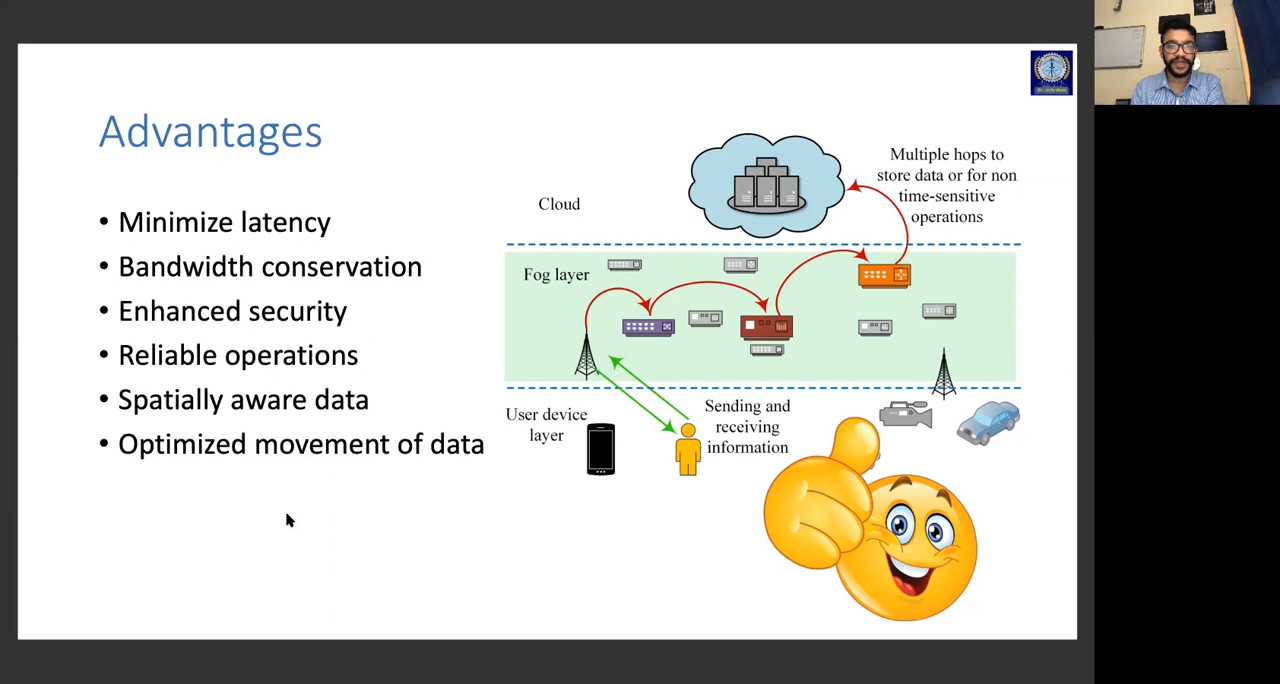 Advantages
• Minimize latency
• Bandwidth conservation
• Enhanced security
• Reliable operations
• Spatially aware data
• Optimized movement of data
Cloud
Multiple hops to
store data or for non
time-sensitive
operations
Fog layer
User device
layer
Sending and
receiving
information